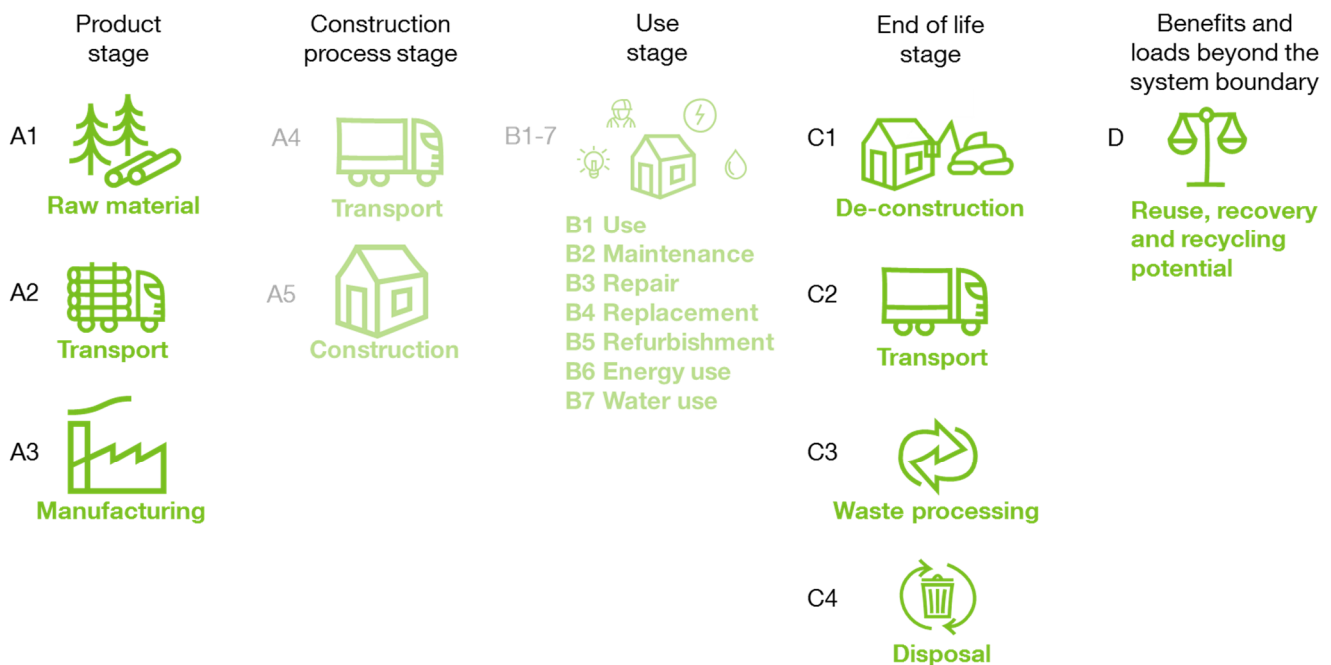 Product
stage
A1
Raw material
A2
Transport
A3
Manufacturing
Construction
process stage
A4
Transport
A5
Construction
Use
stage
B1-7
B1 Use
B2 Maintenance
B3 Repair
B4 Replacement
B5 Refurbishment
B6 Energy use
B7 Water use
End of life
stage
C1
De-construction
C2
Transport
C3
Waste processing
C4
Disposal
Benefits and
loads beyond the
system boundary
D
Reuse, recovery
and recycling
potential